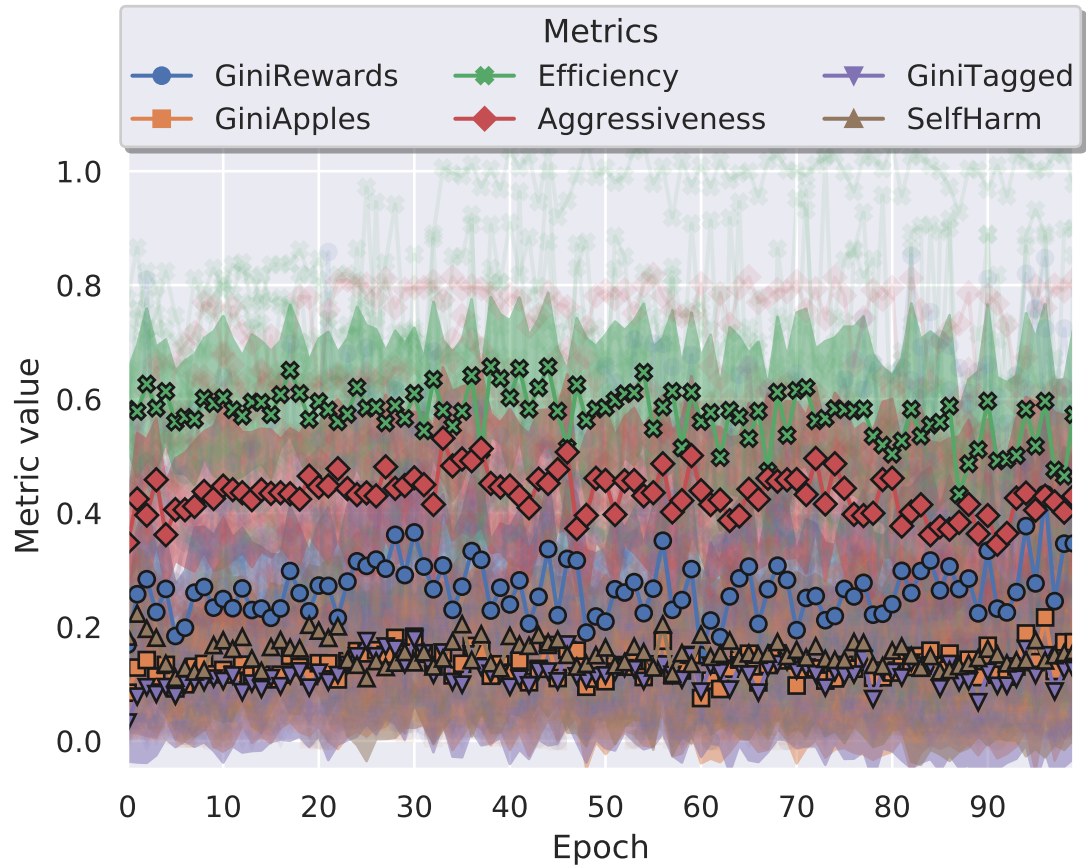 Metrics
GiniRewards Efficiency GiniTagged
GiniApples Aggressiveness SelfHarm
1.0
0.8
0.6
0.4
0.2
0.0
Metric value
0 10 20 30 40 50 60 70 80 90
Epoch